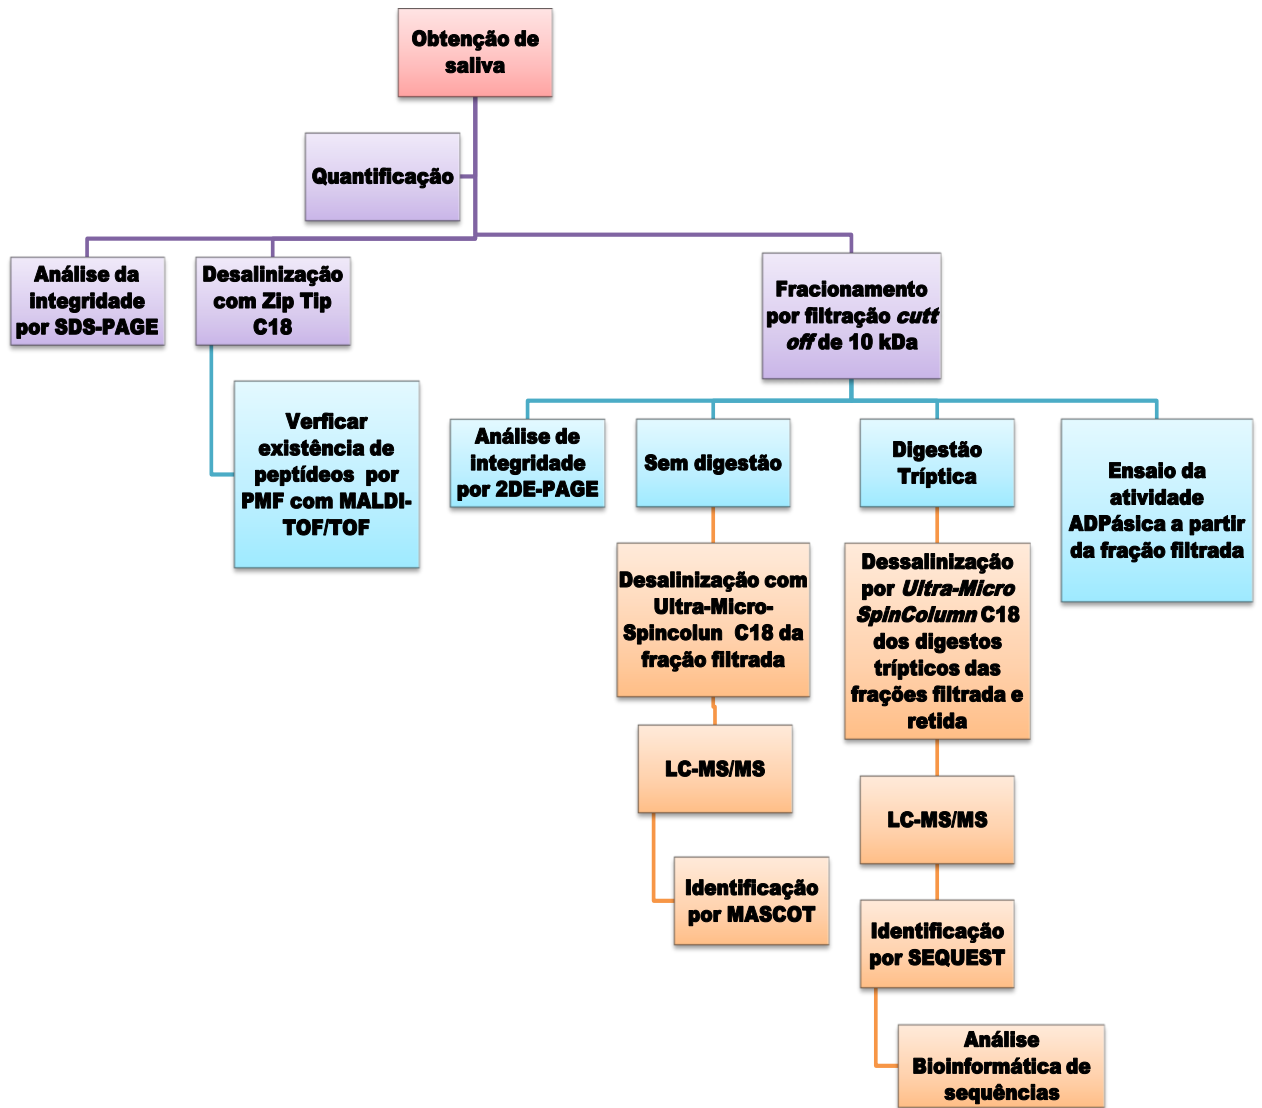 Obtenção de
saliva
Quantificação
Análise da
integridade
por SDS-PAGE
Desalinização
com Zip Tip
C18
Fracionamento
por filtração cutt
off de 10 kDa
Verficar
existência de
peptídeos por
PMF com MALDI-
TOF/TOF
Análise de
integridade
por 2DE-PAGE
Sem digestão
Digestão
Tríptica
Ensaio da
atividade
ADPásica a partir
da fração filtrada
Desalinização com
Ultra-Micro-
Spincolun C18 da
fração filtrada
Dessalinização
por Ultra-Micro
SpinColumn C18
dos digestos
trípticos das
frações filtrada e
retida
LC-MS/MS
LC-MS/MS
Identificação
por MASCOT
Identificação
por SEQUEST
Análise
Bioinformática de
sequências